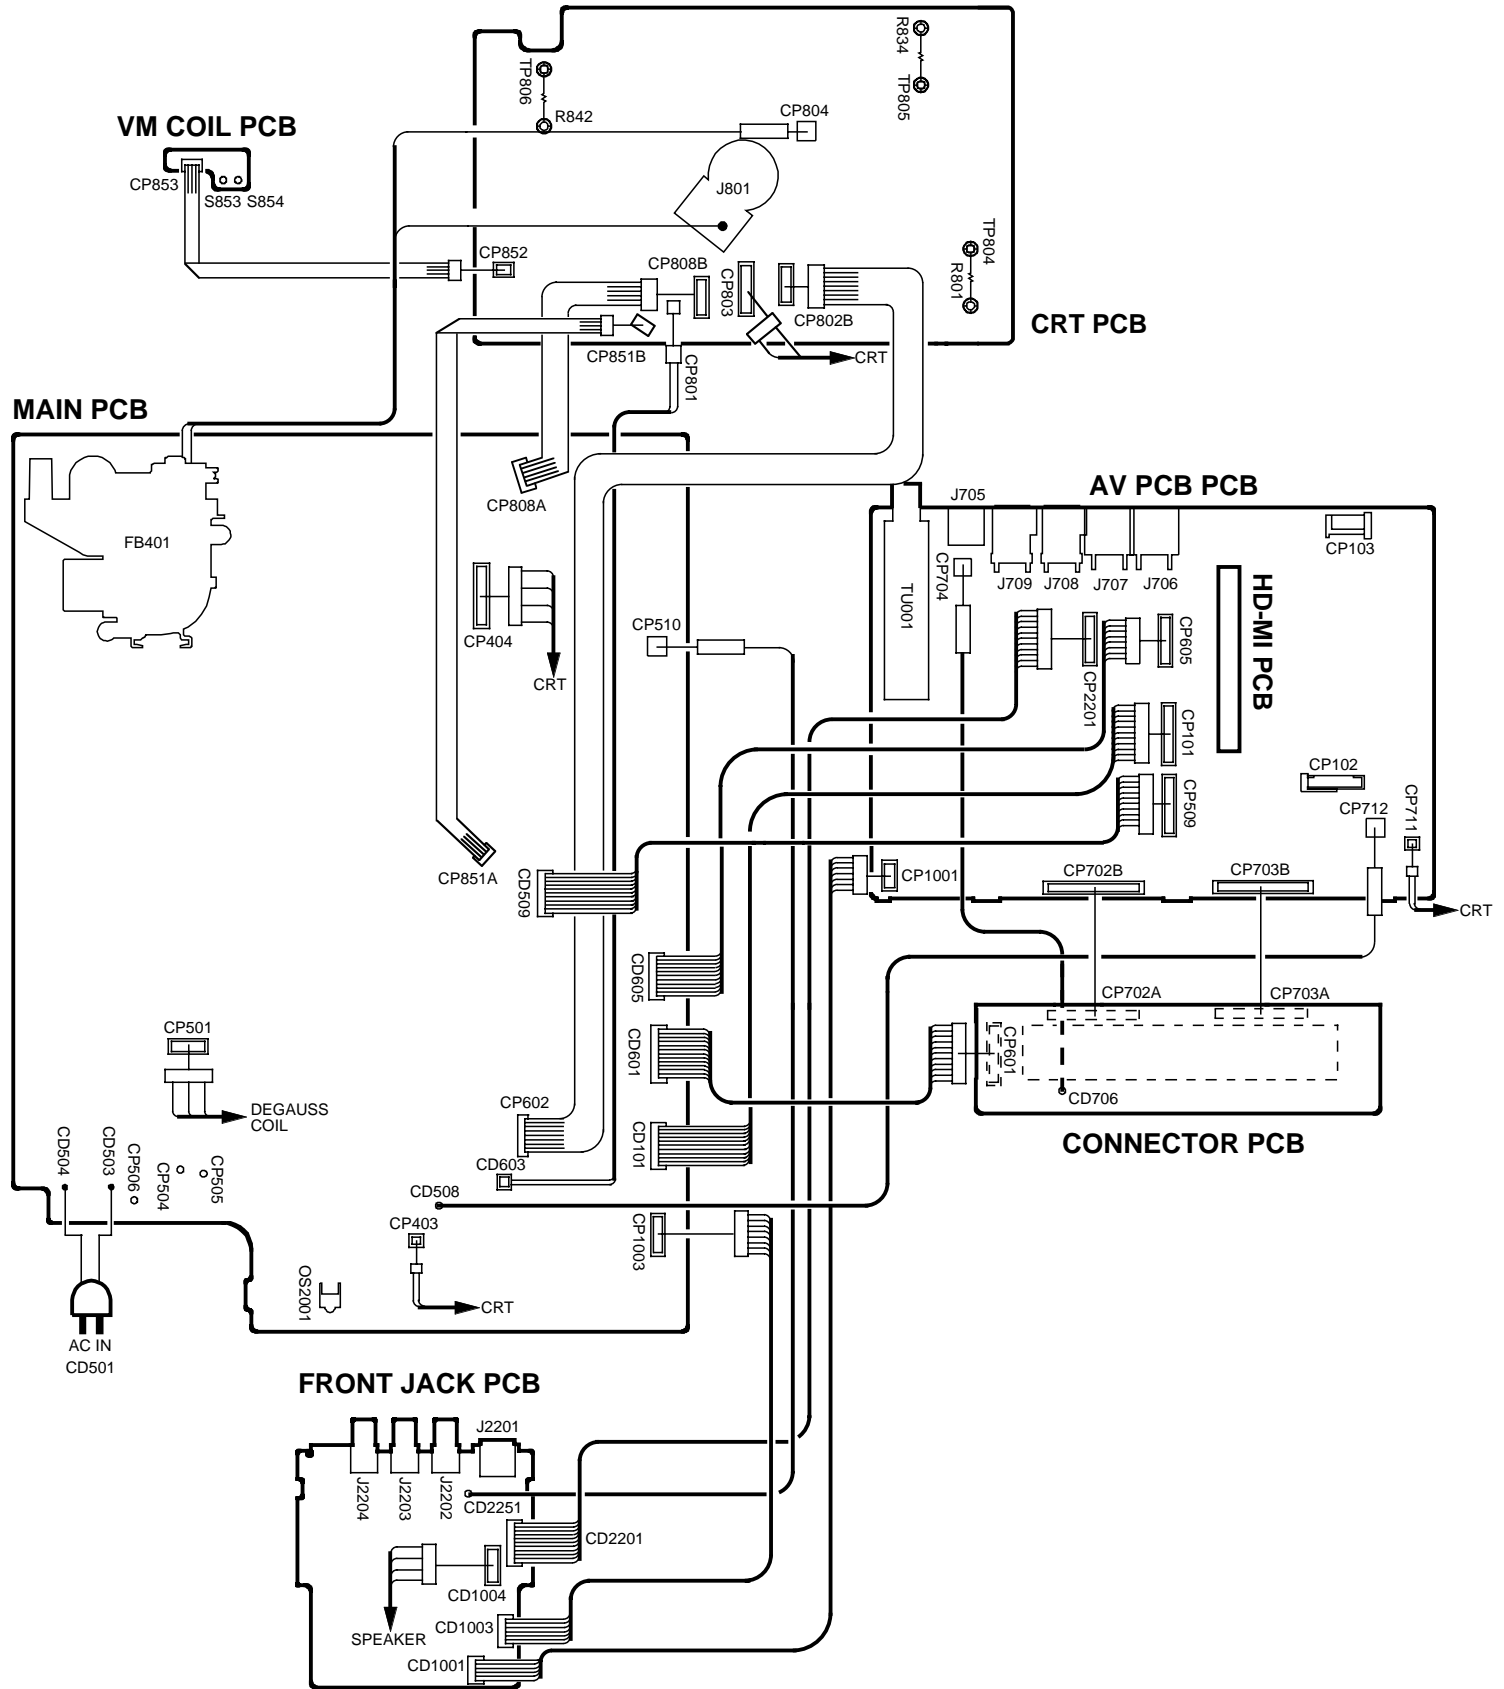 R834
TP805
TP806
R842
CP804
VM COIL PCB
CP853
S853 S854
J801
CP852
TP804
R801
CP808B
CP803
CP802B
CRT PCB
CP851B
CP801
CRT
MAIN PCB
CP808A
AV PCB PCB
J705
CP103
FB401
CP704
J709
J708
J707
J706
TU001
HD-MI PCB
CP404
CRT
CP510
CP2201
CP605
CP101
CP102
CP509
CP712
CP711
CP851A
CD509
CP1001
CP702B
CP703B
CRT
CD605
CP702A
CP703A
CP501
CD601
CP601
DEGAUSS
COIL
CP602
CD706
CONNECTOR PCB
CD504
CD503
CP506
CP504
CP505
CD101
CD603
CD508
CP403
CP1003
OS2001
CRT
AC IN
CD501
FRONT JACK PCB
J2201
J2204
J2203
J2202
CD2251
CD2201
CD1004
CD1003
SPEAKER
CD1001